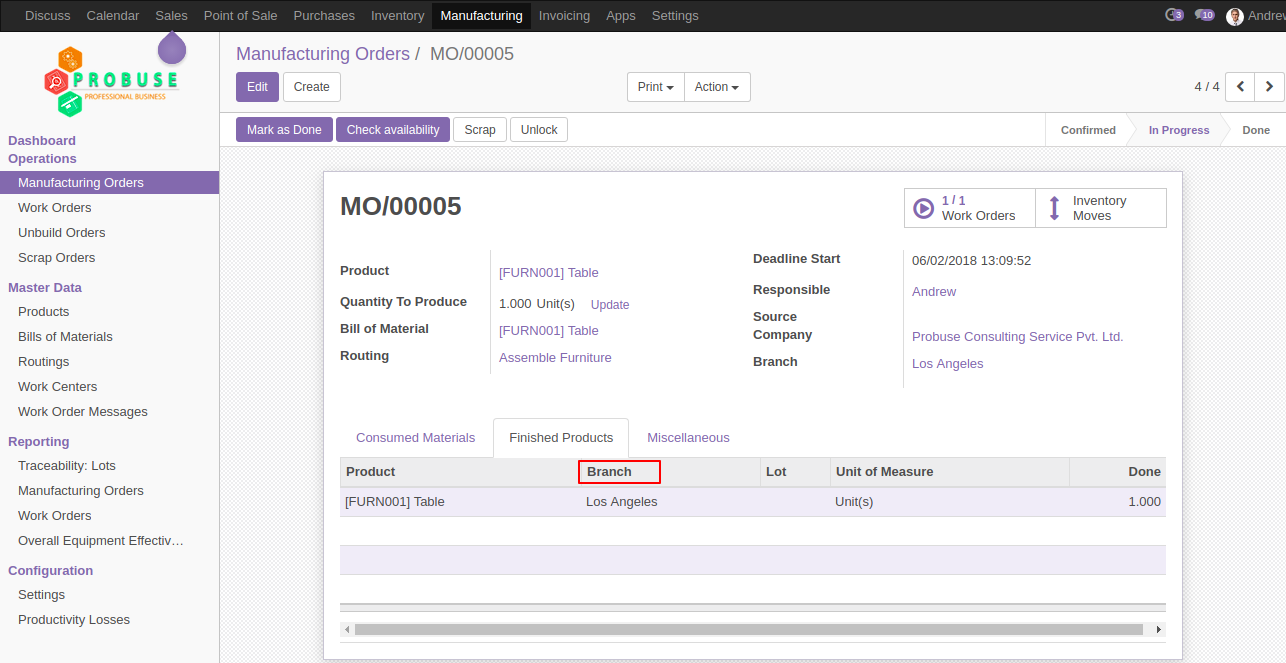 Discuss Calendar Sales Point of Sale Purchases Inventory Manufacturing Invoicing Apps Settings 3 10 Andrew
PROBUSE
PROFESSIONAL BUSINESS
Dashboard
Operations
Manufacturing Orders
Work Orders
Unbuild Orders
Scrap Orders
Master Data
Products
Bills of Materials
Routings
Work Centers
Work Order Messages
Reporting
Traceability: Lots
Manufacturing Orders
Work Orders
Overall Equipment Effectiv…
Configuration
Settings
Productivity Losses
Manufacturing Orders / MO/00005
Edit Create Print Action 4 / 4
Mark as Done Check availability Scrap Unlock Confirmed In Progress Done
MO/00005
1 / 1
Work Orders
Inventory
Moves
Product [FURN001] Table
Quantity To Produce 1.000 Unit(s) Update
Bill of Material [FURN001] Table
Routing Assemble Furniture
Deadline Start 06/02/2018 13:09:52
Responsible Andrew
Source
Company Probuse Consulting Service Pvt. Ltd.
Branch Los Angeles
Consumed Materials Finished Products Miscellaneous
Product Branch Lot Unit of Measure Done
[FURN001] Table Los Angeles Unit(s) 1.000